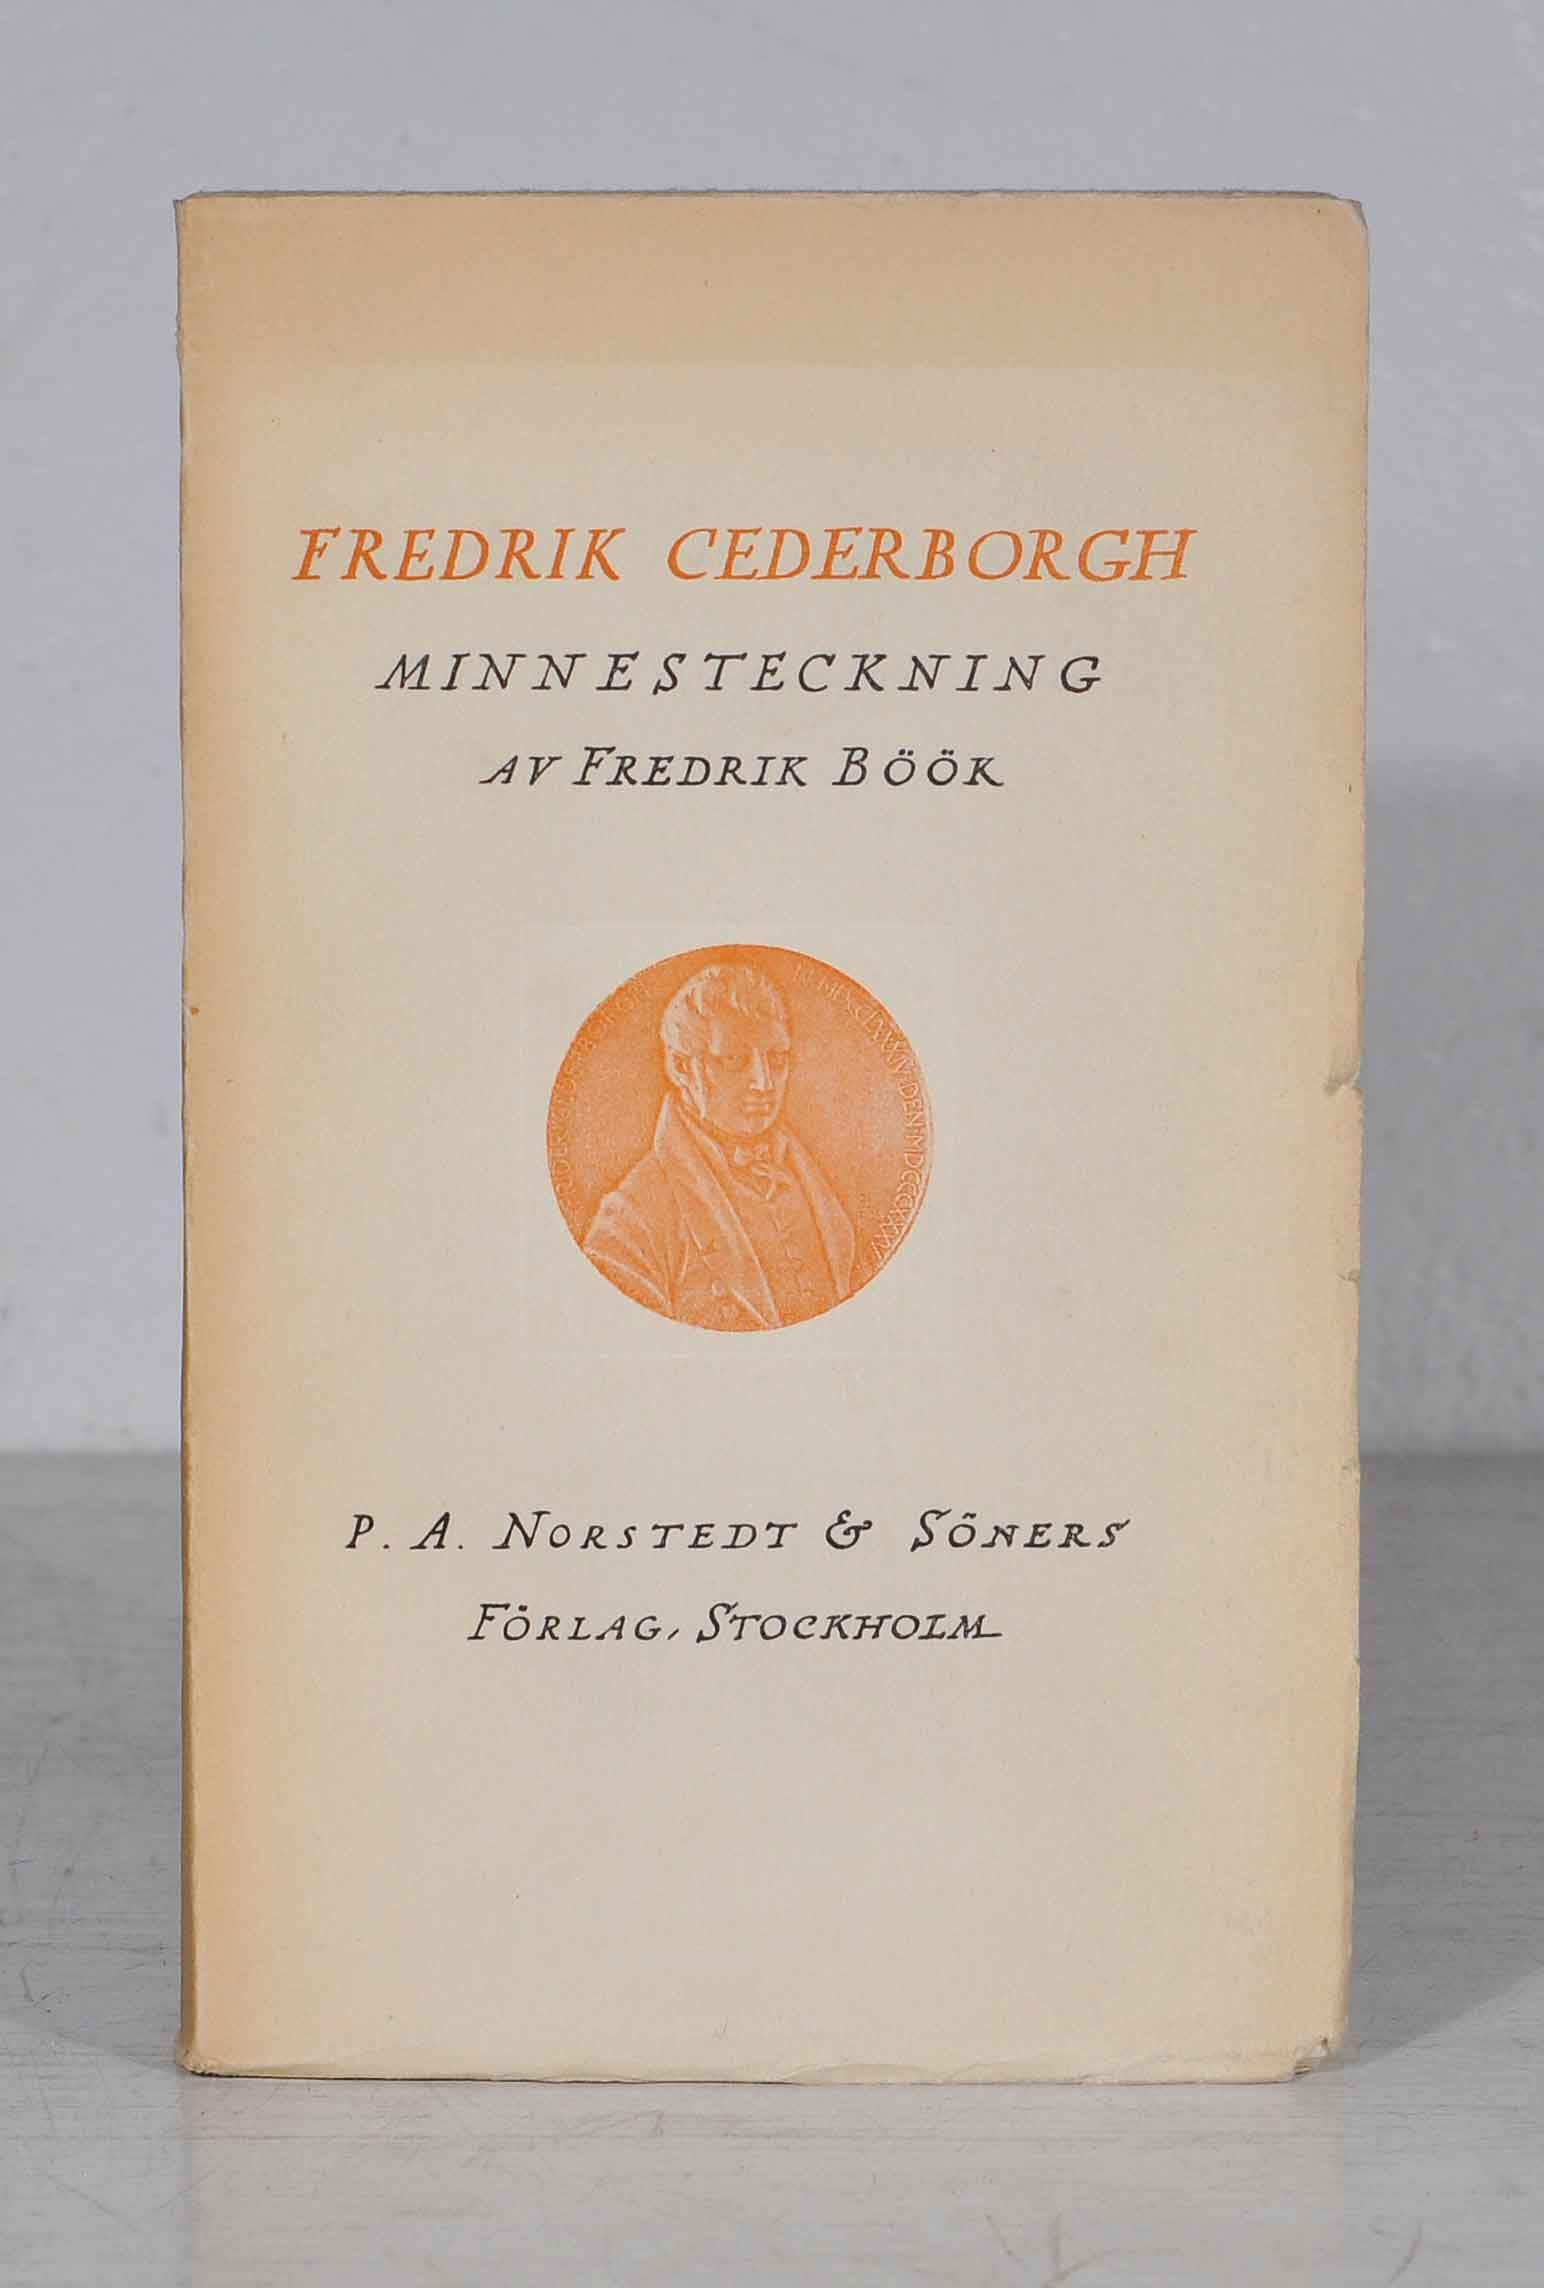 FREDRIK CEDERBORGH
MINNESTECKNING
AV FREDRIK BÖÖK
P. A. NORSTEDT & SÖNERS
FÖRLAG, STOCKHOLM